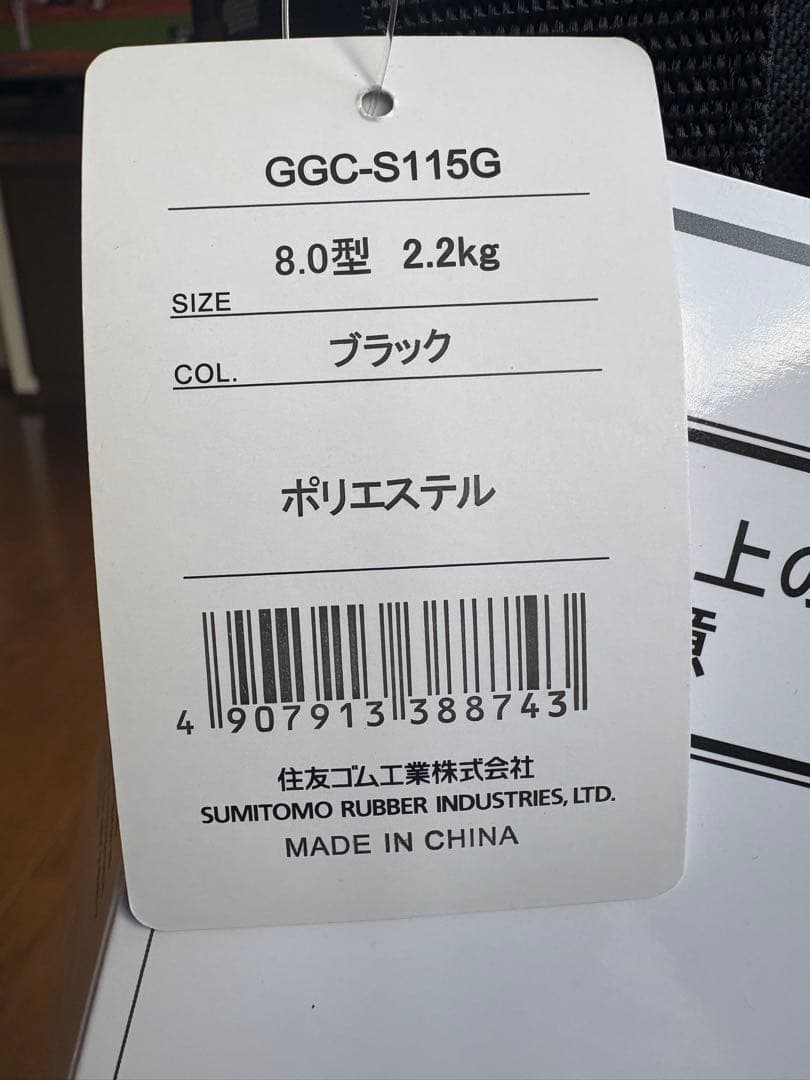 GGC-S115G
8.0型 2.2kg
SIZE
ブラック
COL.
ポリエステル
4 907913 388743
住友ゴム工業株式会社
SUMITOMO RUBBER INDUSTRIES, LTD.
MADE IN CHINA
上の